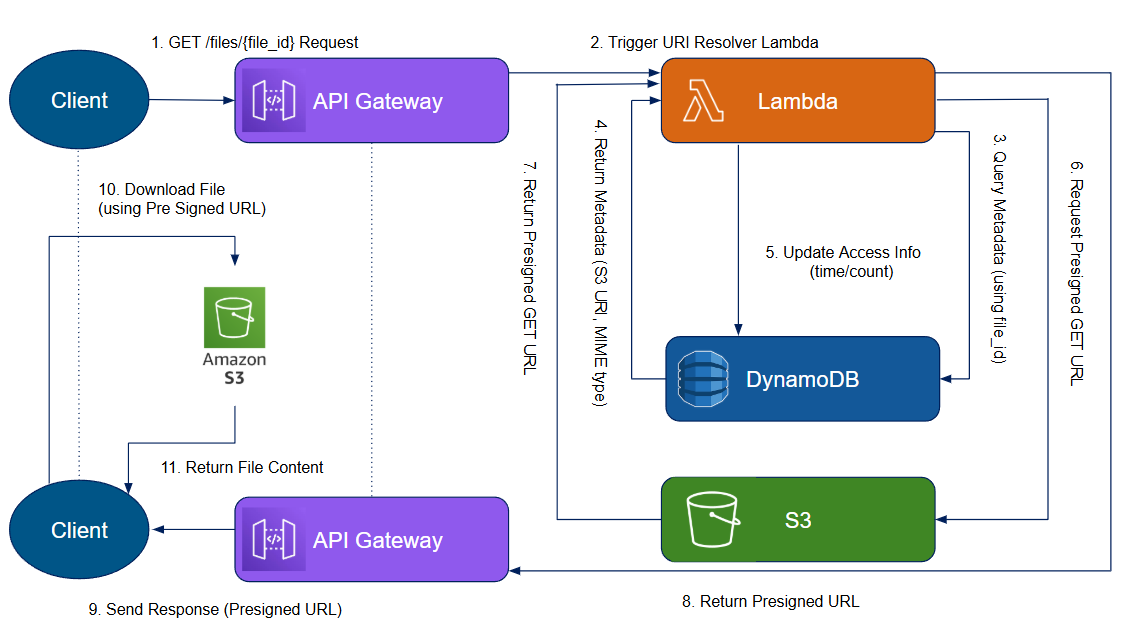 1. GET /files/{file_id} Request
2. Trigger URI Resolver Lambda
Client
API Gateway
Lambda
10. Download File
(using Pre Signed URL)
7. Return Presigned GET URL
4. Return Metadata (S3 URI, MIME type)
5. Update Access Info
(time/count)
3. Query Metadata (using file_id)
6. Request Presigned GET URL
Amazon
S3
DynamoDB
11. Return File Content
Client
API Gateway
S3
9. Send Response (Presigned URL)
8. Return Presigned URL